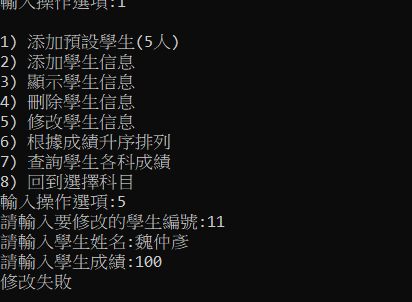 輸入操作選項:1
1) 添加預設學生(5人)
2) 添加學生信息
3) 顯示學生信息
4) 刪除學生信息
5) 修改學生信息
6) 根據成績升序排列
7) 查詢學生各科成績
8) 回到選擇科目
輸入操作選項:5
請輸入要修改的學生編號:11
請輸入學生姓名:魏仲彥
請輸入學生成績:100
修改失敗